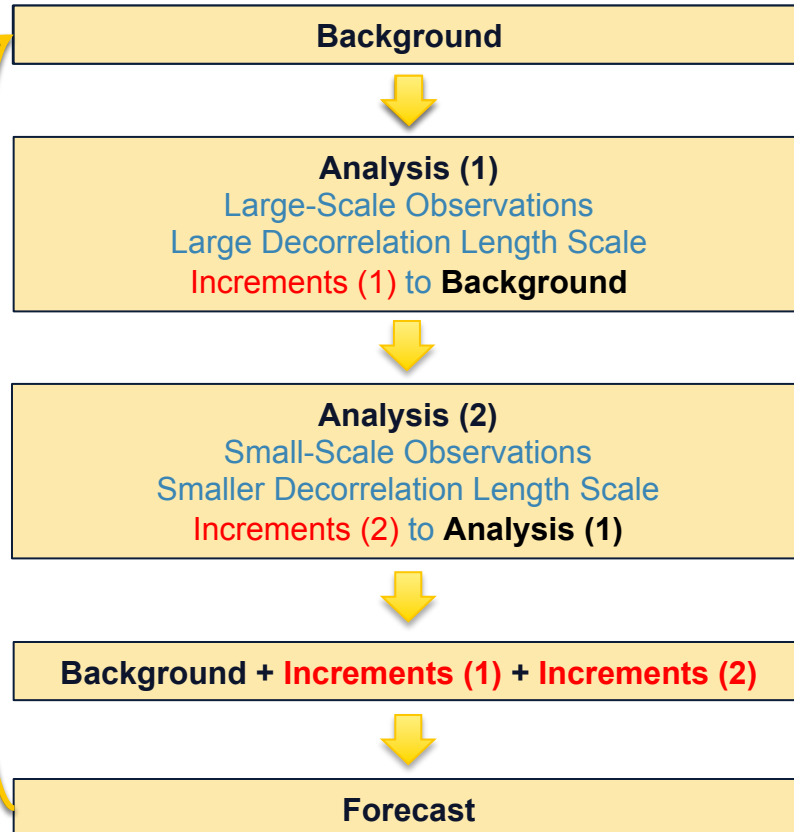 Background
Analysis (1)
Large-Scale Observations
Large Decorrelation Length Scale
Increments (1) to Background
Analysis (2)
Small-Scale Observations
Smaller Decorrelation Length Scale
Increments (2) to Analysis (1)
Background + Increments (1) + Increments (2)
Forecast